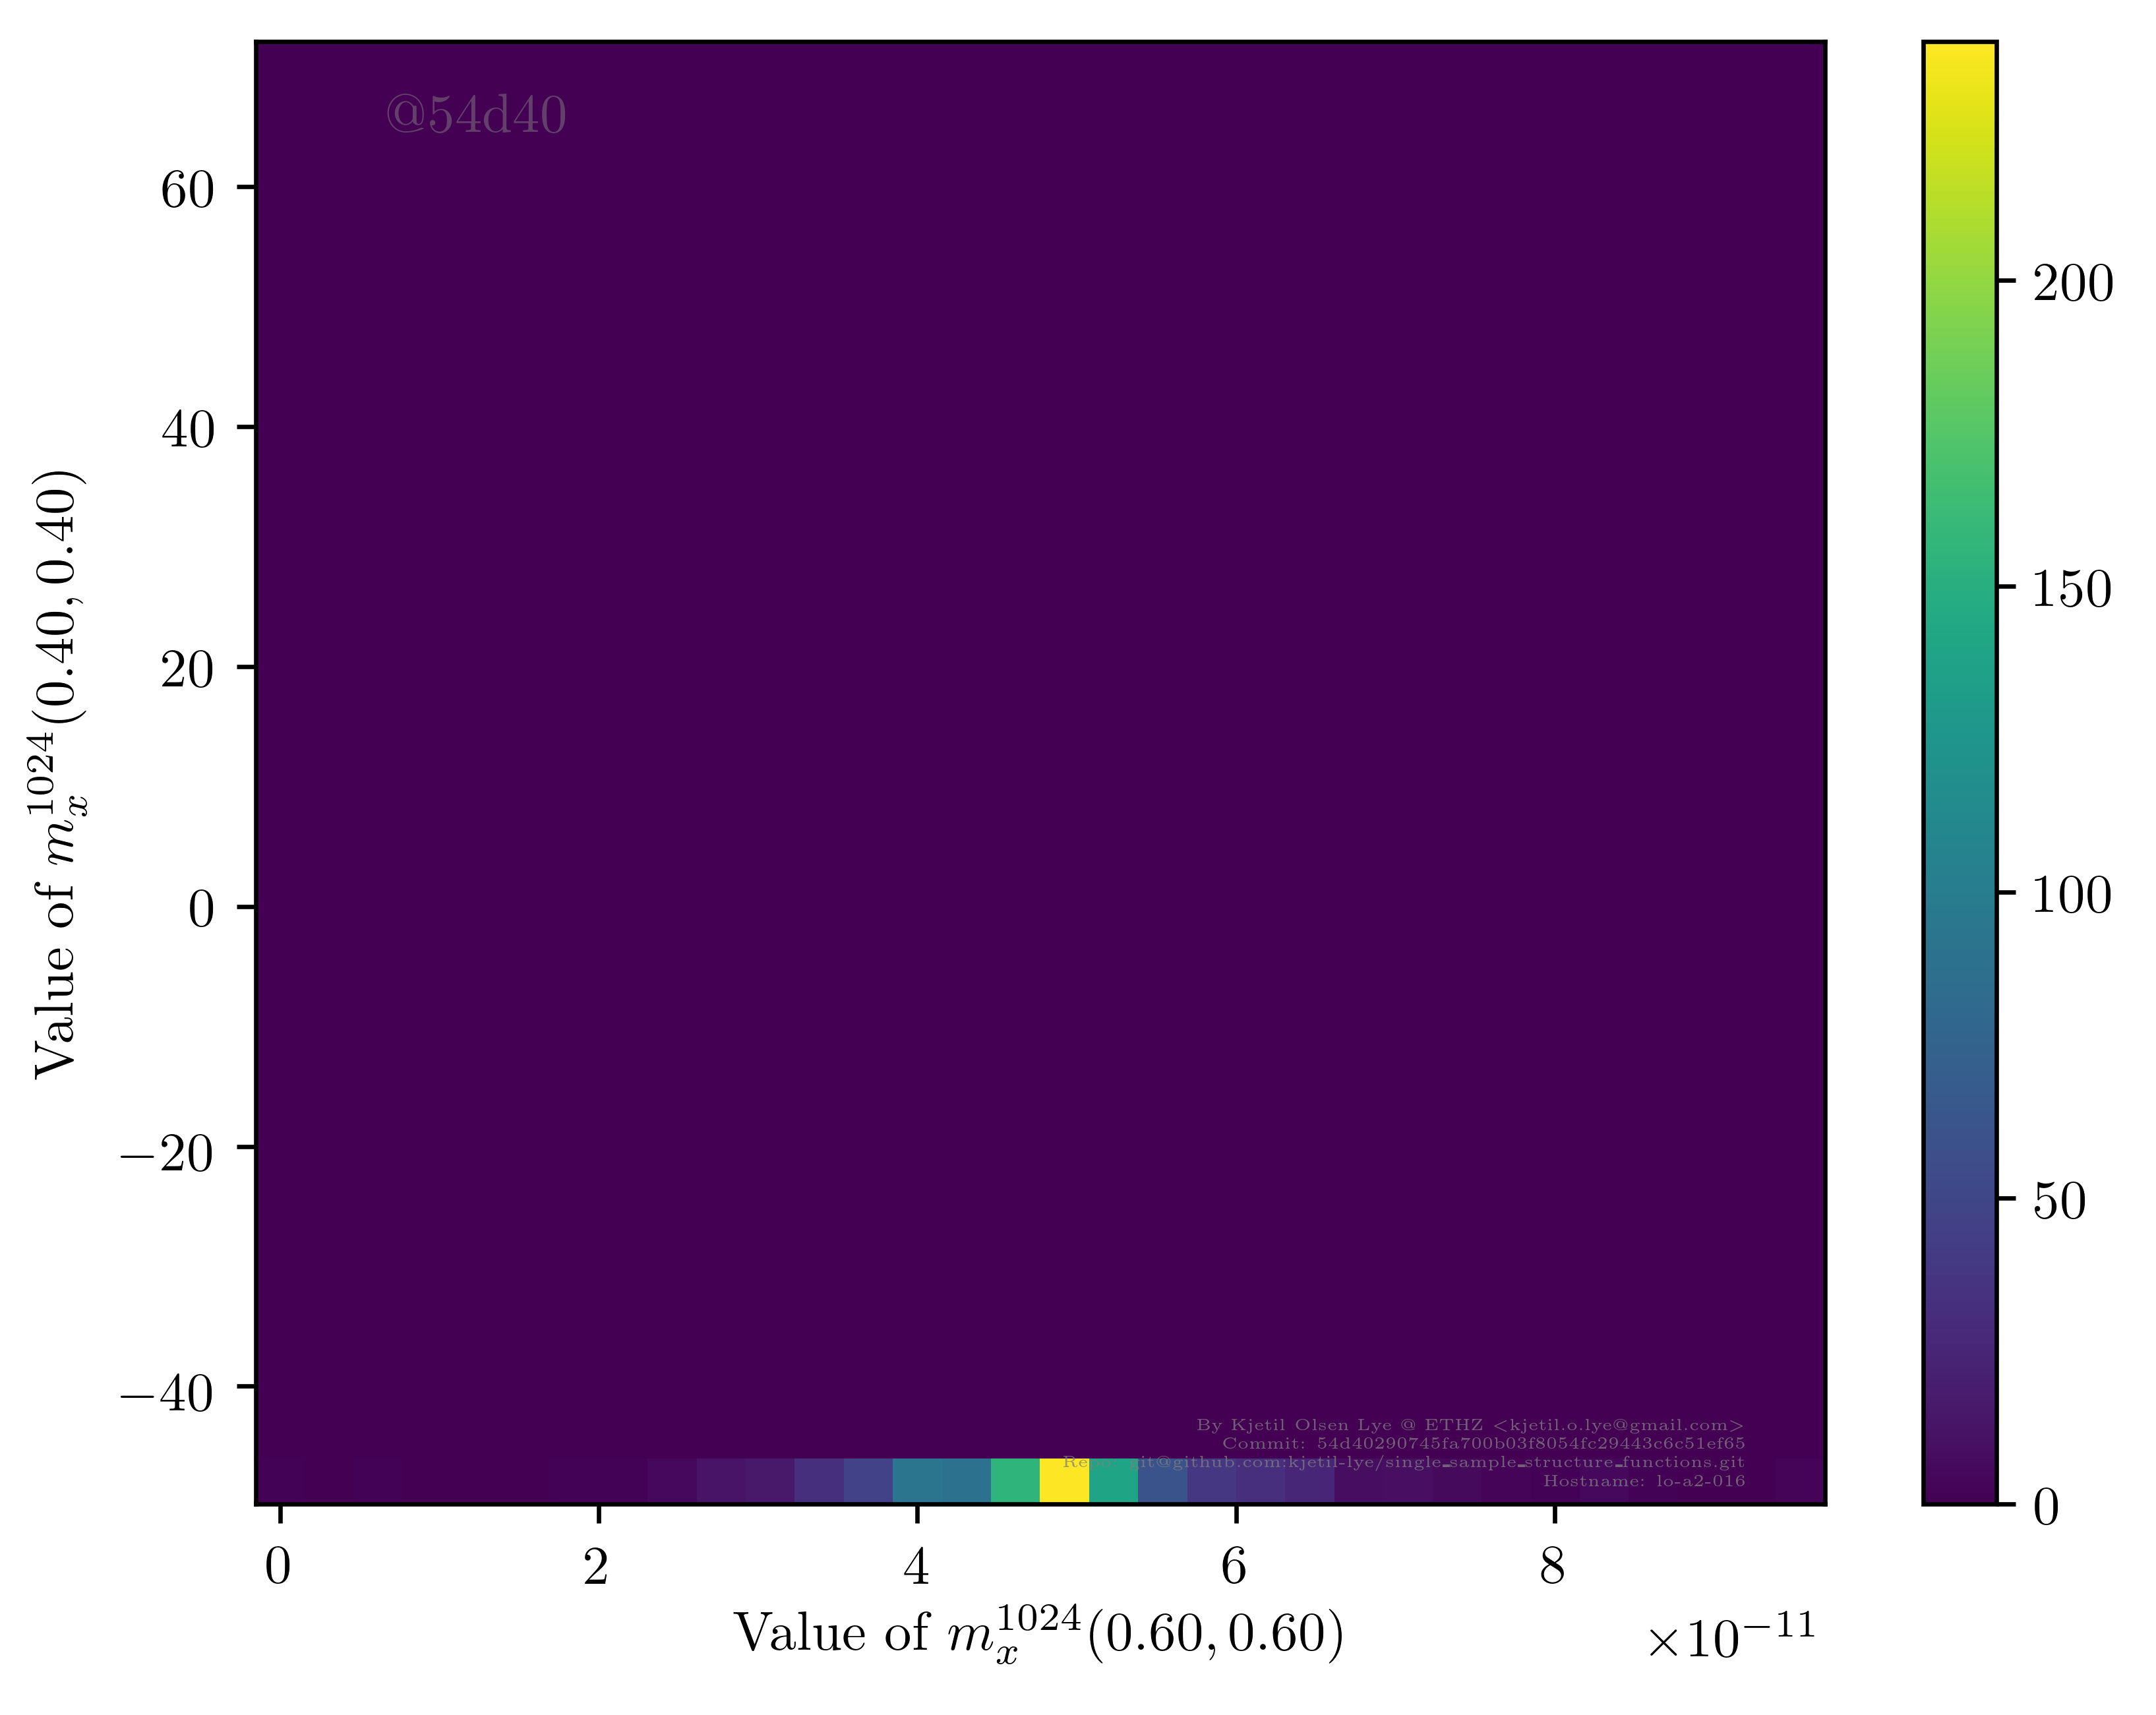 @54d40
60
40
20
0
−20
−40
Value of m_x^{1024}(0.40, 0.40)
By Kjetil Olsen Lye @ ETHZ <kjetil.o.lye@gmail.com>
Commit: 54d40290745fa700b03f8054fc29443c6c51ef65
git@github.com:kjetil-lye/single_sample_structure_functions.git
Hostname: lo-a2-016
0 2 4 6 8
×10^{−11}
Value of m_x^{1024}(0.60, 0.60)
200
150
100
50
0